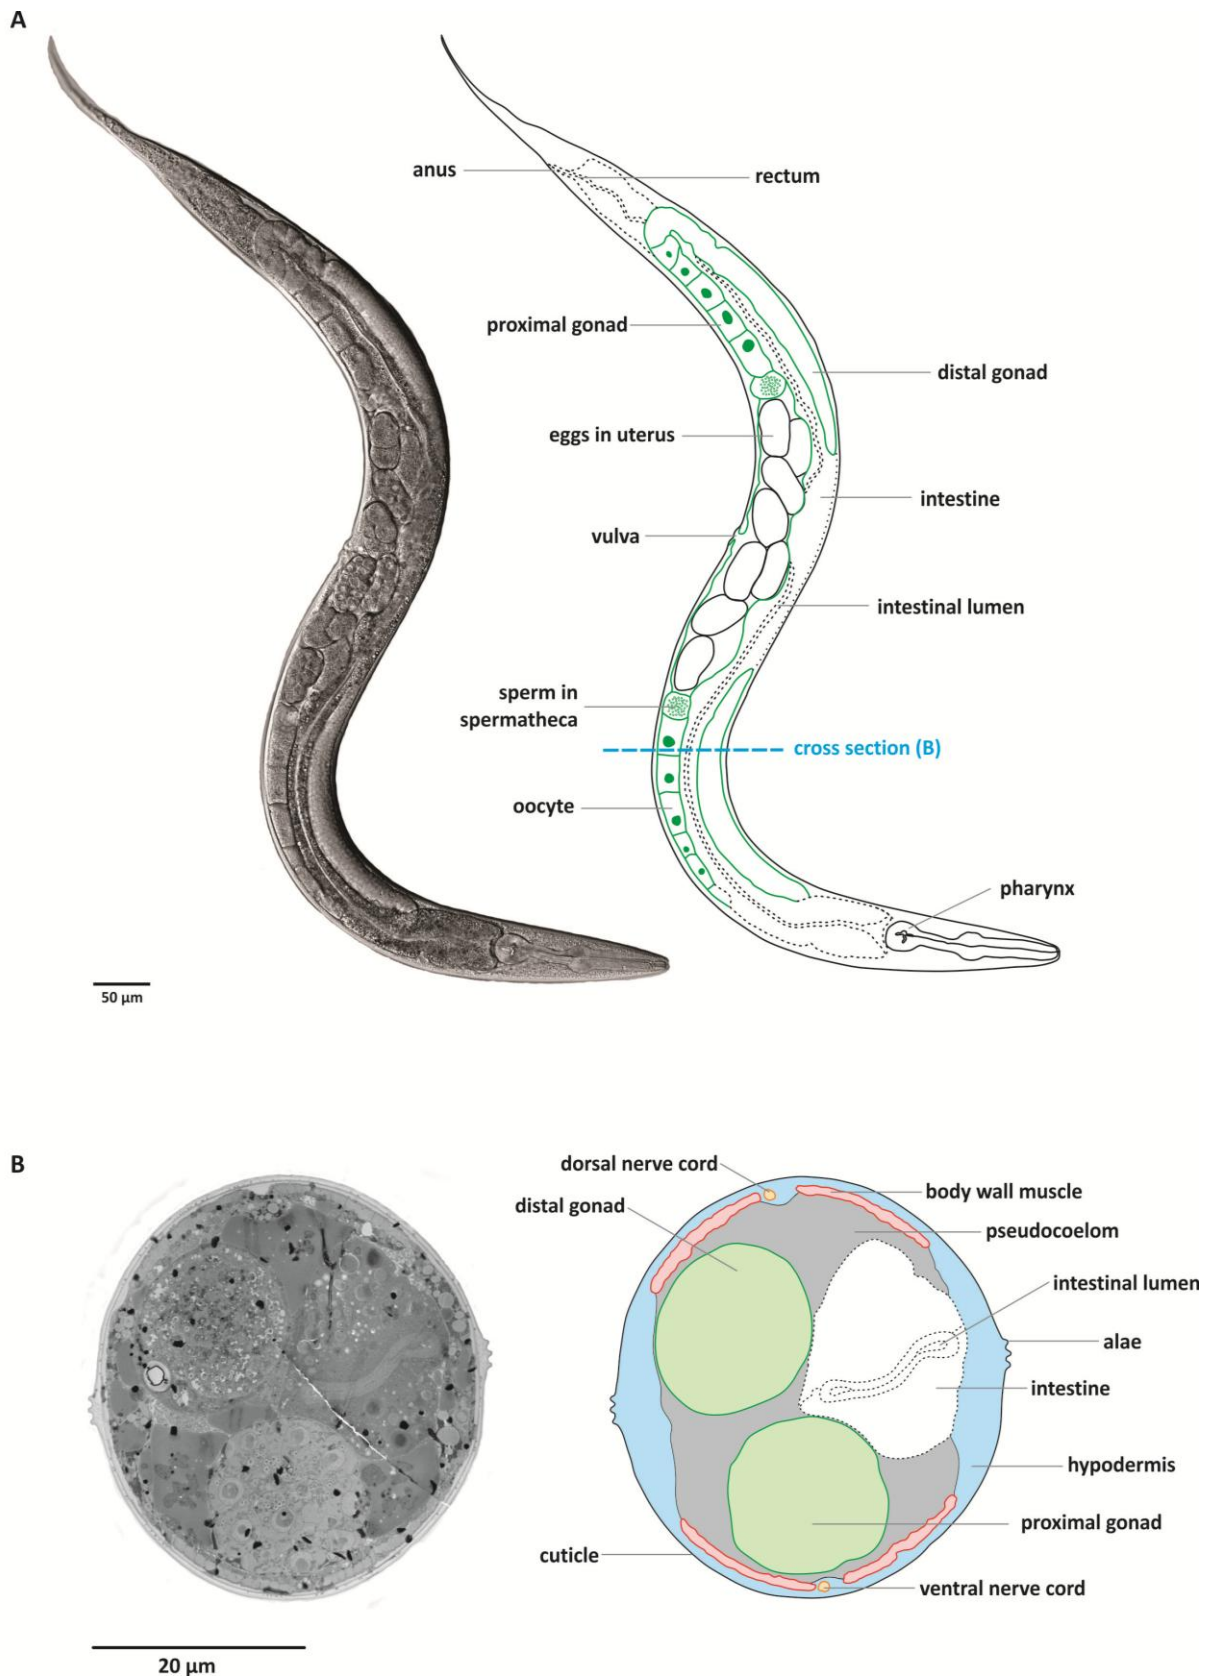 A
anus
rectum
proximal gonad
distal gonad
eggs in uterus
intestine
vulva
intestinal lumen
sperm in
spermatheca
cross section (B)
oocyte
pharynx
50 µm
B
dorsal nerve cord
body wall muscle
distal gonad
pseudocoelom
intestinal lumen
alae
intestine
hypodermis
proximal gonad
cuticle
ventral nerve cord
20 µm